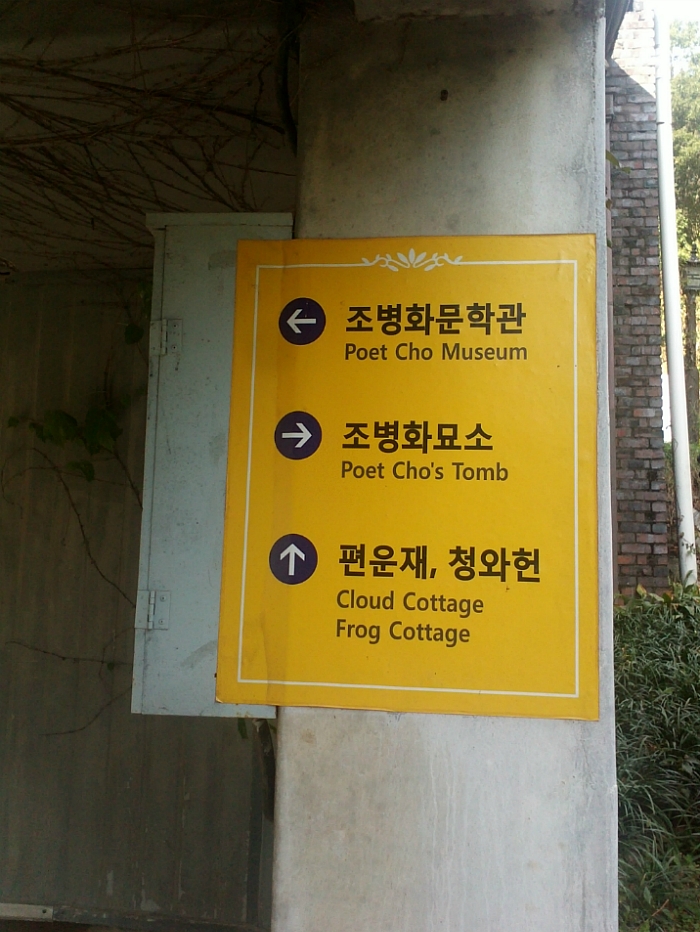 조병화문학관
Poet Cho Museum
조병화묘소
Poet Cho's Tomb
편운재, 청와헌
Cloud Cottage
Frog Cottage